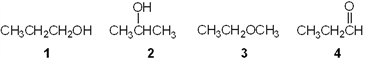 OH O
CH₃CH₂CH₂OH CH₃CHCH₃ CH₃CH₂OCH₃ CH₃CH₂CH
1 2 3 4